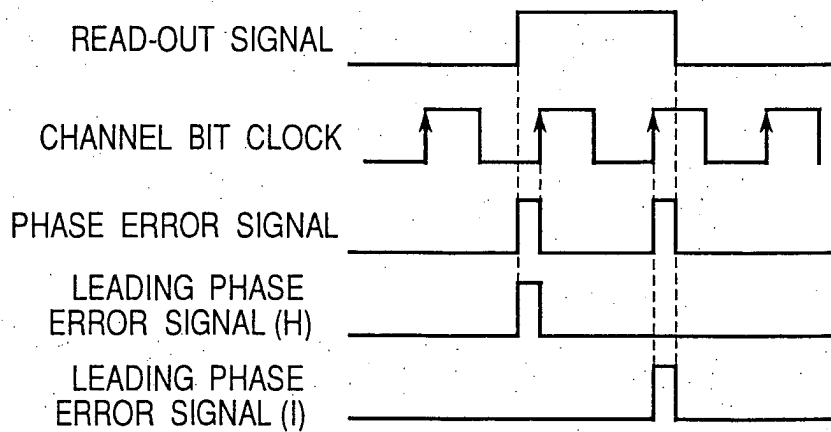 READ-OUT SIGNAL
CHANNEL BIT CLOCK
PHASE ERROR SIGNAL
LEADING PHASE
ERROR SIGNAL (H)
LEADING PHASE
ERROR SIGNAL (I)